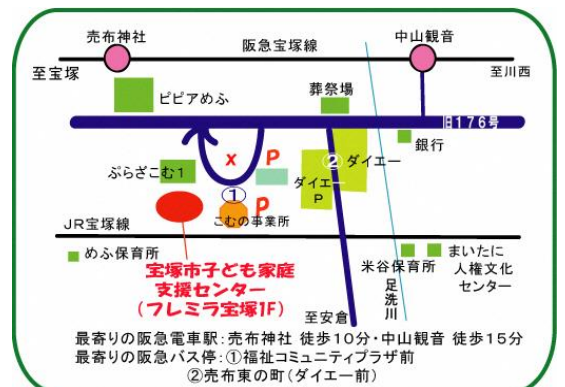 売布神社
阪急宝塚線
中山観音
至宝塚
至川西
ピピアめふ
葬祭場
旧176号
銀行
ぷらざこむ1
x
P
② ダイエー
ダイエー
P
①
P
こむの事業所
JR宝塚線
めふ保育所
宝塚市子ども家庭
支援センター
(フレミラ宝塚1F)
米谷保育所
まいたに
人権文化
センター
足洗川
至安倉
最寄りの阪急電車駅:売布神社 徒歩10分・中山観音 徒歩15分
最寄りの阪急バス停:①福祉コミュニティプラザ前
②売布東の町(ダイエー前)